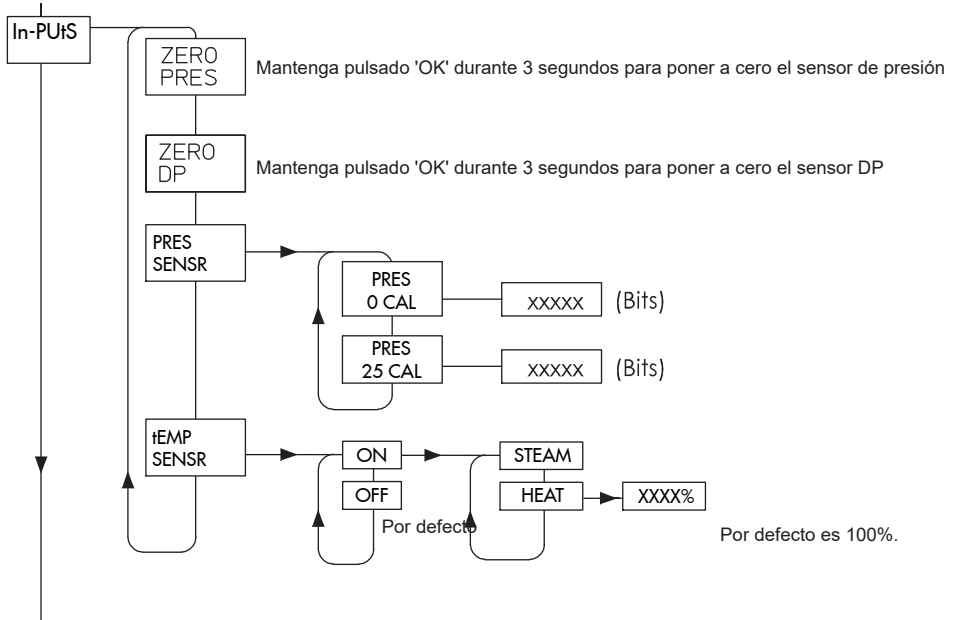 In-PUtS
ZERO
PRES
Mantenga pulsado 'OK' durante 3 segundos para poner a cero el sensor de presión
ZERO
DP
Mantenga pulsado 'OK' durante 3 segundos para poner a cero el sensor DP
PRES
SENSR
PRES
0 CAL
XXXXX
(Bits)
PRES
25 CAL
XXXXX
(Bits)
tEMP
SENSR
ON
OFF
Por defecto
STEAM
HEAT
XXXX%
Por defecto es 100%.